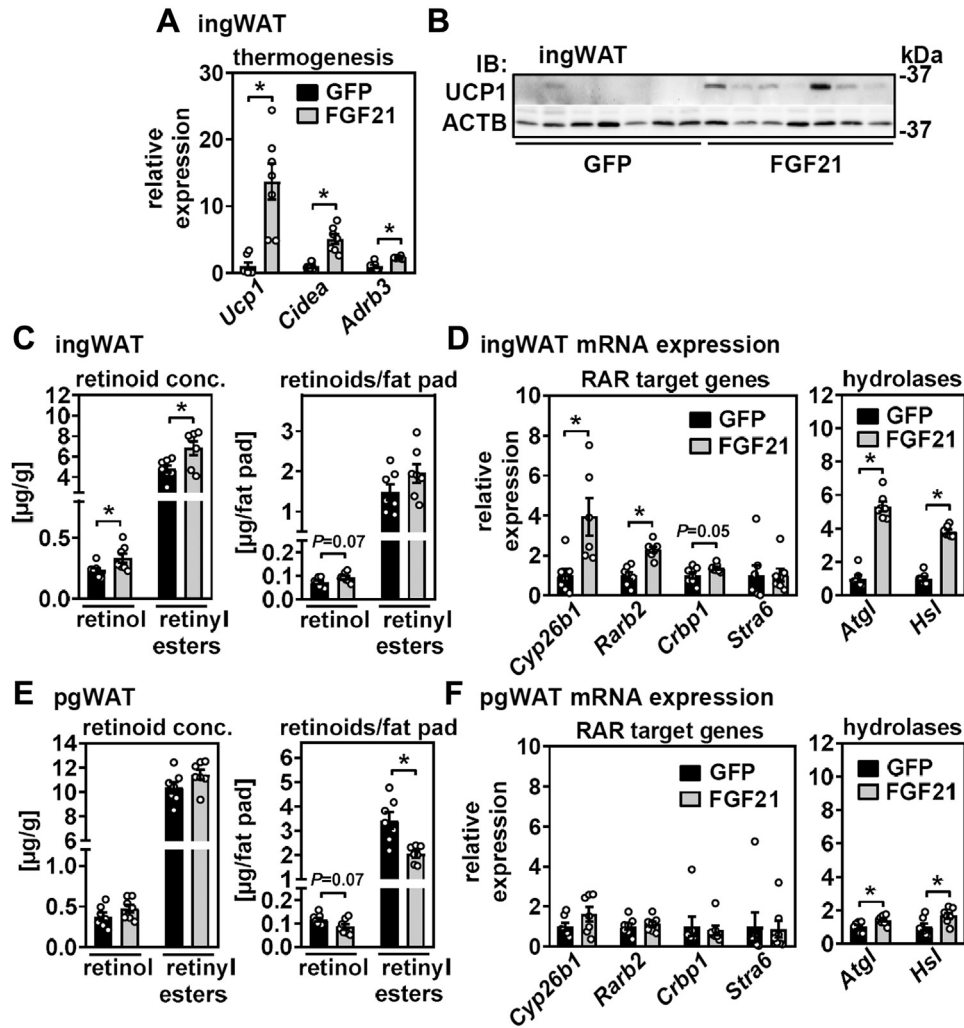 A ingWAT
thermogenesis
relative expression
30
20
10
0
GFP
FGF21
*
*
*
Ucp1
Cidea
Adrb3
B
ingWAT
kDa
IB:
UCP1
ACTB
-37
-37
GFP
FGF21
C ingWAT
retinoid conc.
[µg/g]
12
10
8
6
4
0.5
0.0
*
*
retinol
retinyl esters
retinoids/fat pad
[µg/fat pad]
3
2
1
0.2
0.1
0.0
P=0.07
retinol
retinyl esters
D ingWAT mRNA expression
RAR target genes
relative expression
10
8
6
4
2
0
GFP
FGF21
*
*
P=0.05
Cyp26b1
Rarb2
Crbp1
Stra6
hydrolases
12
10
8
6
4
2
0
GFP
FGF21
*
*
Atgl
Hsl
E pgWAT
retinoid conc.
[µg/g]
14
12
10
8
6
1.0
0.5
0.0
retinol
retinyl esters
retinoids/fat pad
[µg/fat pad]
6
5
4
3
2
1
0.3
0.2
0.1
0.0
P=0.07
*
retinol
retinyl esters
F pgWAT mRNA expression
RAR target genes
relative expression
10
8
6
4
2
0
GFP
FGF21
Cyp26b1
Rarb2
Crbp1
Stra6
hydrolases
12
10
8
6
4
2
0
GFP
FGF21
*
*
Atgl
Hsl